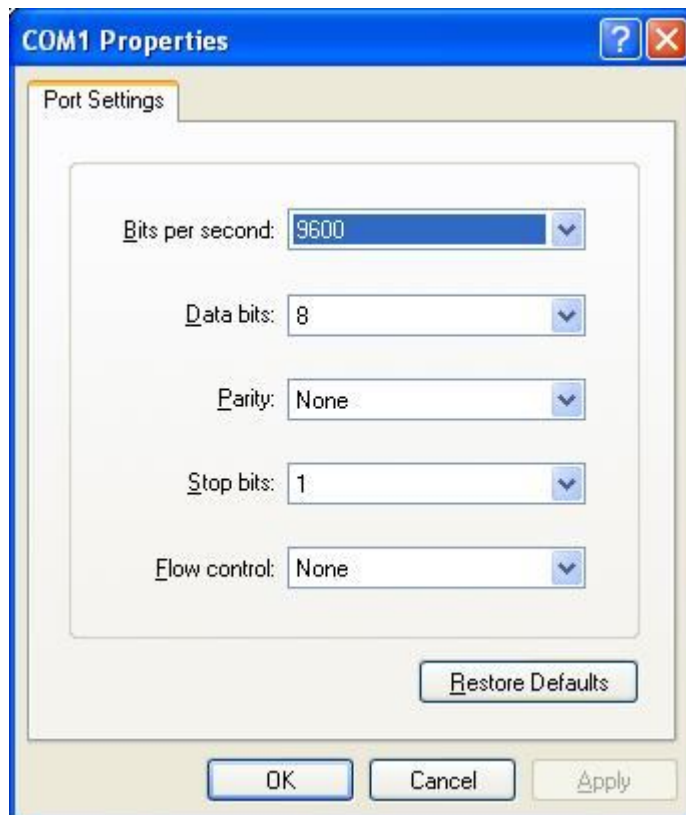 COM1 Properties
Port Settings
Bits per second: 9600
Data bits: 8
Parity: None
Stop bits: 1
Flow control: None
Restore Defaults
OK Cancel Apply